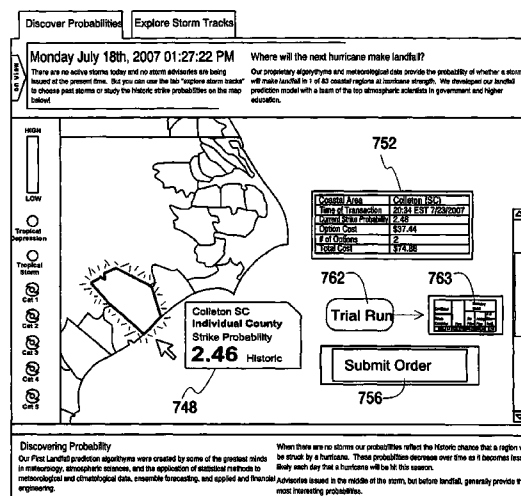 Discover Probabilities
Explore Storm Tracks
Monday July 18th, 2007 01:27:22 PM
There are no active storms today and no storm advisories are being
issued at the present time. But you can use the tab "explore storm tracks"
to choose past storms or study the historic strike probabilities on the map
below!
Where will the next hurricane make landfall?
Our proprietary algorythyms and meteorological data provide the probability of whether a storm
will make landfall in 1 of 83 coastal regions at hurricane strength. We developed our landfall
prediction model with a team of the top atmospheric scientists in government and higher
education.
HIGH
LOW
Tropical
Depression
Tropical
Storm
Cat 1
Cat 2
Cat 3
Cat 4
Cat 5
752
Coastal Area Colleton (SC)
Time of Transaction 20:34 EST 7/23/2007
Current Strike Probability 2.46
Option Cost $37.44
# of Options 2
Total Cost $74.88
762
763
Trial Run
Colleton SC
Individual County
Strike Probability
2.46 Historic
748
Submit Order
756
Discovering Probability
Our First Landfall prediction algorithyms were created by some of the greatest minds
in meteorology, atmospheric sciences, and the application of statistical methods to
meteorological and climatological data, ensemble forecasting, and applied and financial
engineering.
When there are no storms our probabilities reflect the historic chance that a region w
be struck by a hurricane. These probabilities decrease over time as it becomes less
likely each day that a hurricane will be hit this season.
Advisories issued in the middle of the storm, but before landfall, generally provide th
most interesting probabilities.